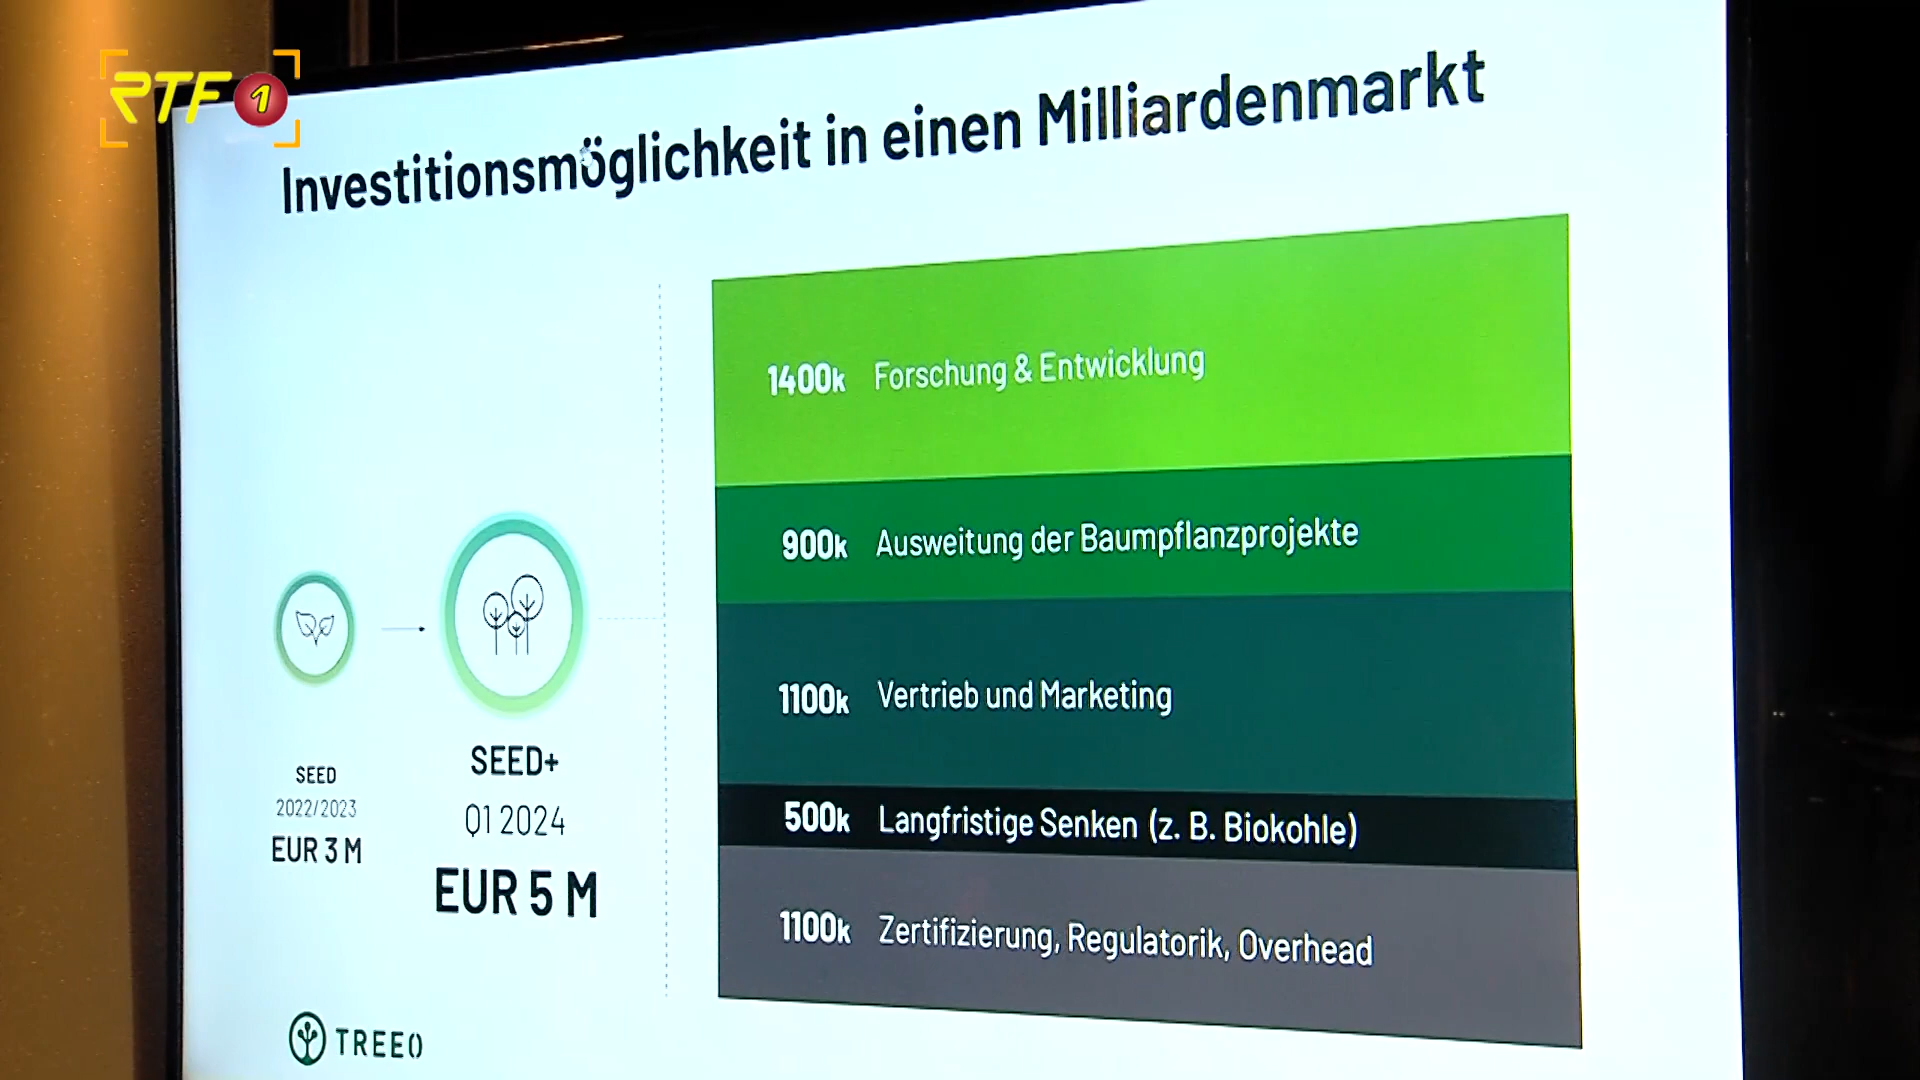 RTF 1
Investitionsmöglichkeit in einen Milliardenmarkt
1400k Forschung & Entwicklung
900k Ausweitung der Baumpflanzprojekte
1100k Vertrieb und Marketing
500k Langfristige Senken (z. B. Biokohle)
1100k Zertifizierung, Regulatorik, Overhead
SEED
2022/2023
EUR 3 M
SEED+
Q1 2024
EUR 5 M
TREEO